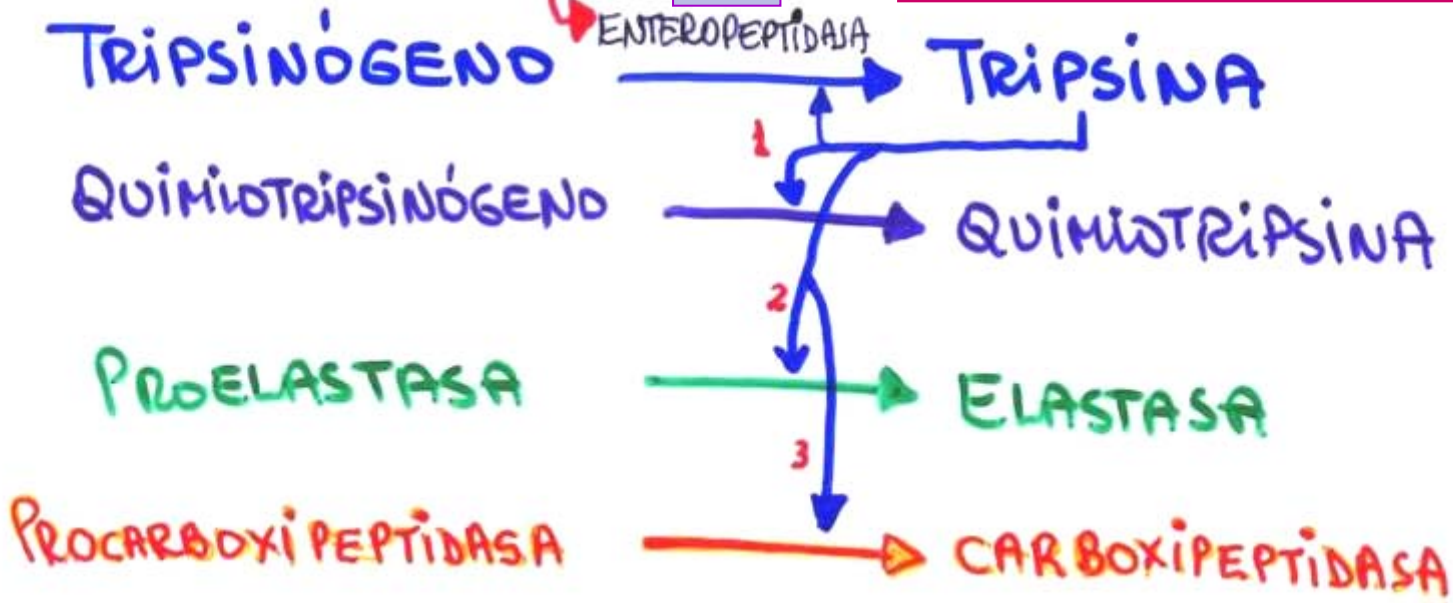 ENTEROPEPTIDASA
TRIPSINÓGENO TRIPSINA
1
QUIMIOTRIPSINÓGENO QUIMIOTRIPSINA
2
PROELASTASA ELASTASA
3
PROCARBOXIPEPTIDASA CARBOXIPEPTIDASA